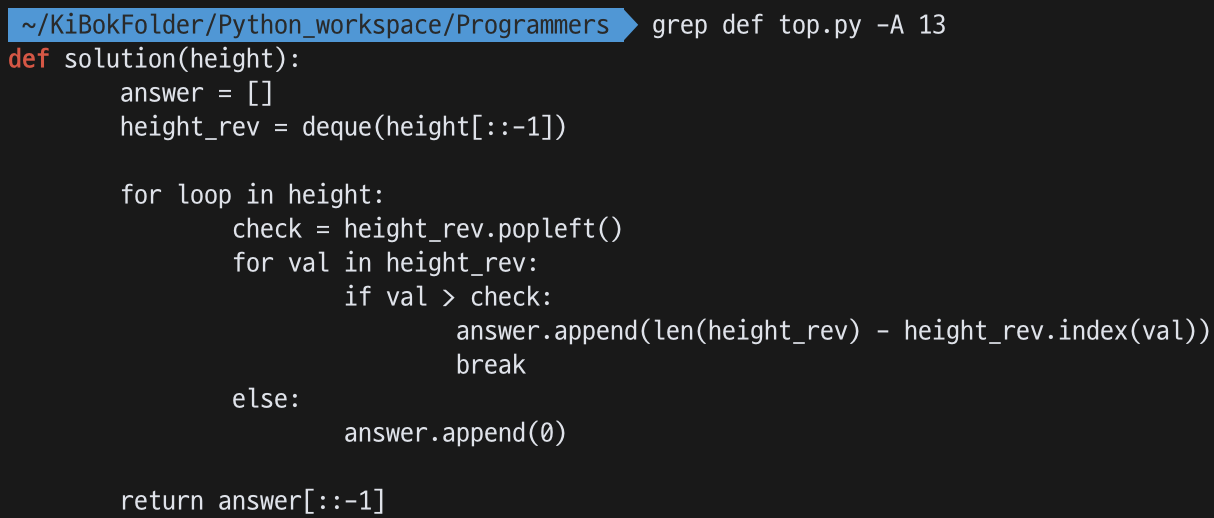 ~/KiBokFolder/Python_workspace/Programmers grep def top.py -A 13
def solution(height):
        answer = []
        height_rev = deque(height[::-1])

        for loop in height:
                check = height_rev.popleft()
                for val in height_rev:
                        if val > check:
                                answer.append(len(height_rev) - height_rev.index(val))
                                break
                else:
                        answer.append(0)

        return answer[::-1]